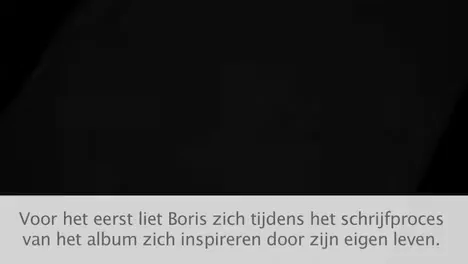 Voor het eerst liet Boris zich tijdens het schrijfproces
van het album zich inspireren door zijn eigen leven.